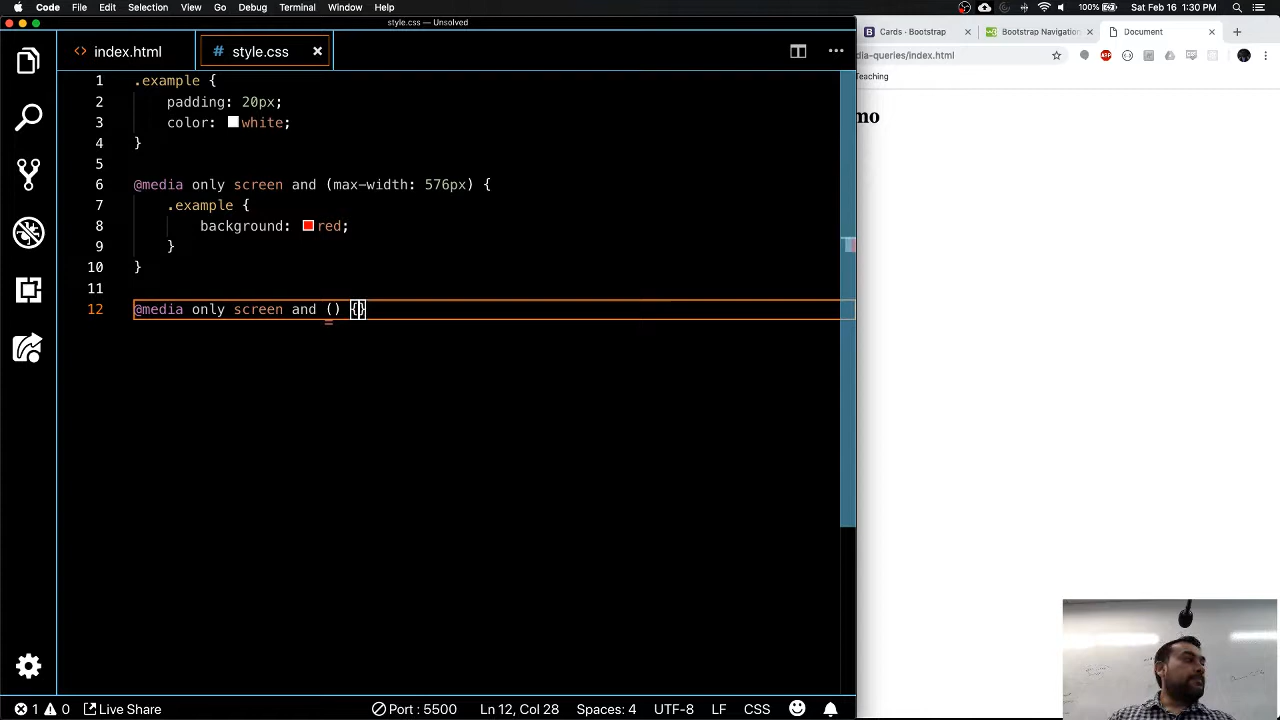 Code File Edit Selection View Go Debug Terminal Window Help 100% Sat Feb 16 1:30 PM
style.css — Unsolved
index.html
style.css
Cards - Bootstrap
Bootstrap Navigation
Document
dia-queries/index.html
Teaching
1 .example {
2 padding: 20px;
3 color: white;
4 }
5
6 @media only screen and (max-width: 576px) {
7 .example {
8 background: red;
9 }
10 }
11
12 @media only screen and () {}
mo
1 0 Live Share Port : 5500 Ln 12, Col 28 Spaces: 4 UTF-8 LF CSS